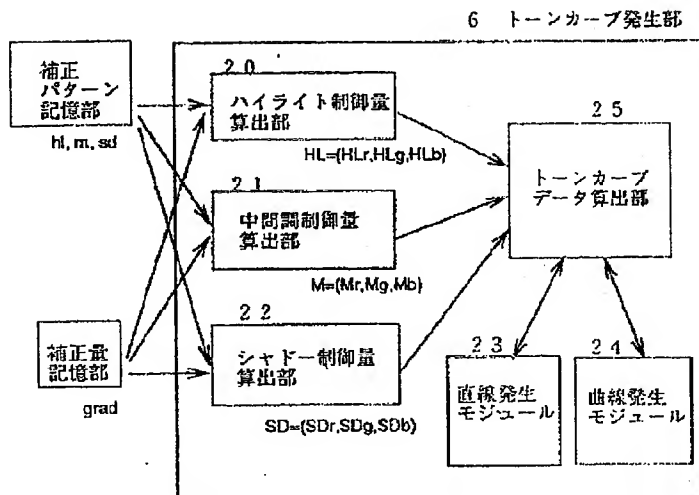 6 トーンカーブ発生部
補正
パターン
記憶部
hl, m, sd
20
ハイライト制御量
算出部
HL=(HLr,HLg,HLb)
21
中間調制御量
算出部
M=(Mr,Mg,Mb)
22
シャドー制御量
算出部
SD=(SDr,SDg,SDb)
補正量
記憶部
grad
25
トーンカーブ
データ算出部
23
直線発生
モジュール
24
曲線発生
モジュール